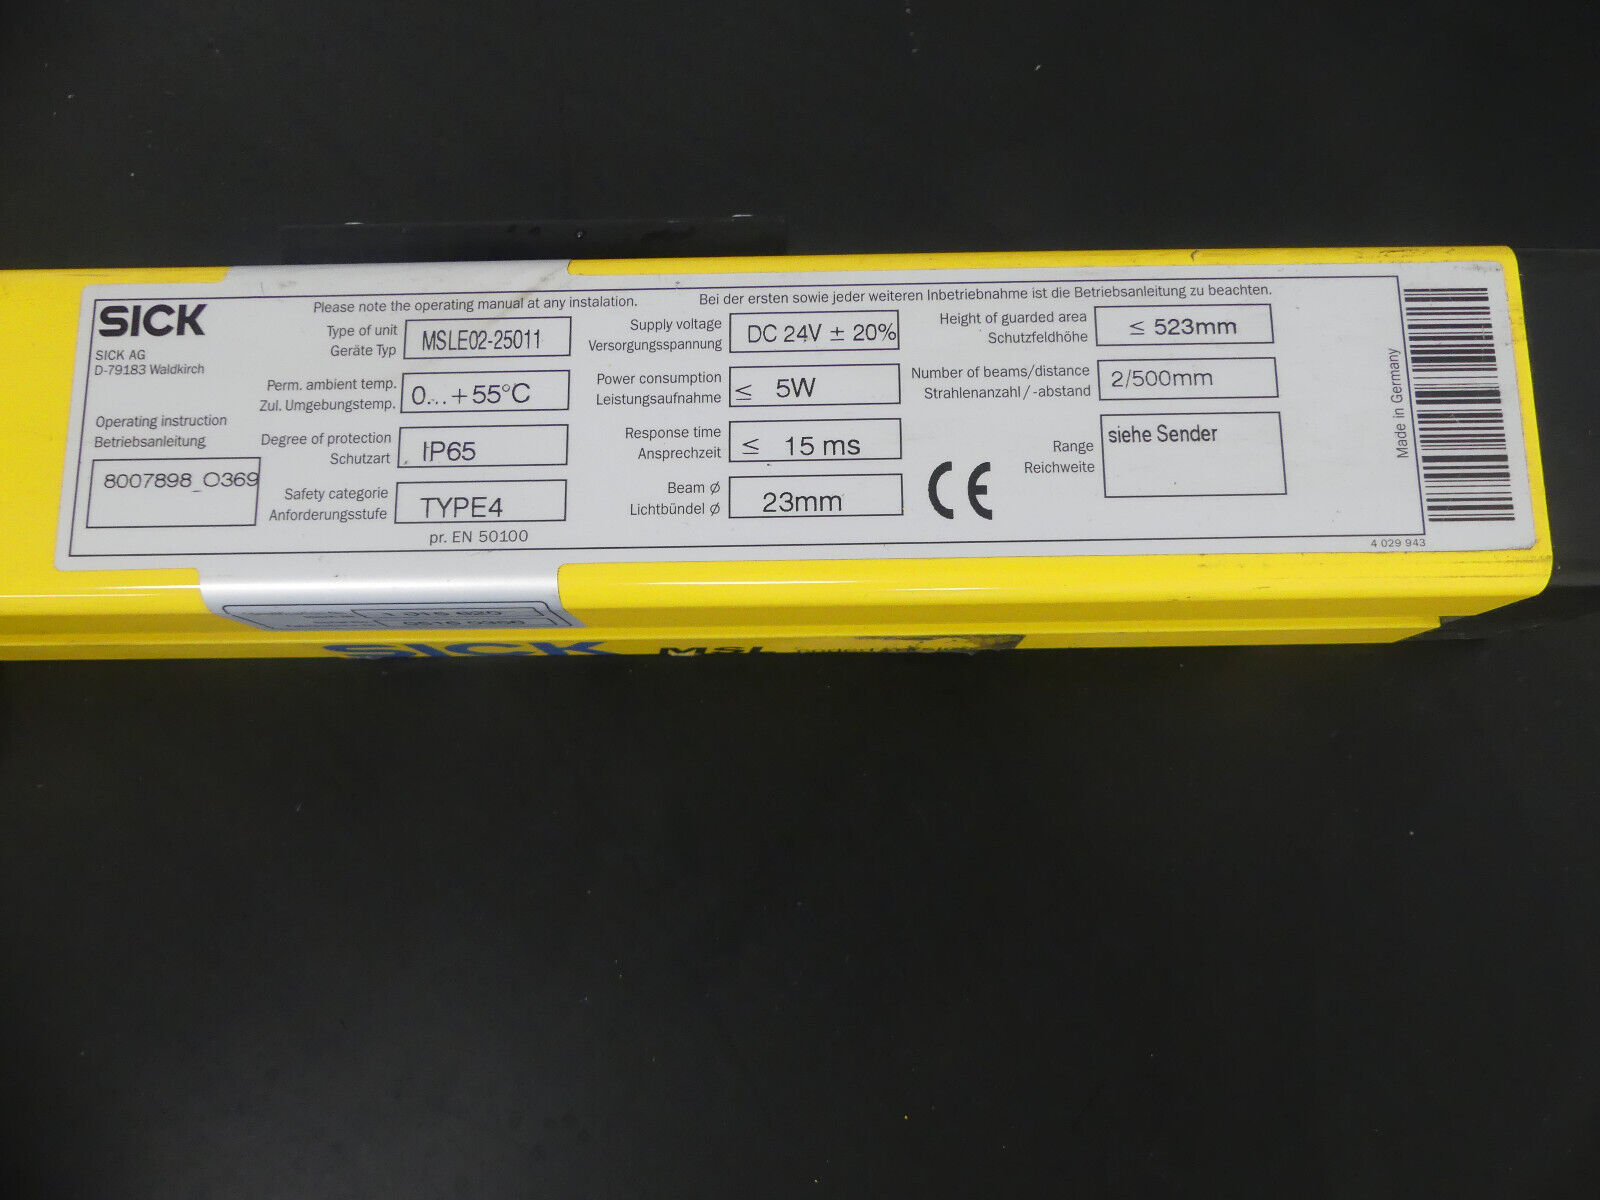 SICK
SICK AG
D-79183 Waldkirch
Operating instruction
Betriebsanleitung
8007898_O369
Please note the operating manual at any instalation.
Bei der ersten sowie jeder weiteren Inbetriebnahme ist die Betriebsanleitung zu beachten.
Type of unit
Geräte Typ
MSLE02-25011
Perm. ambient temp.
Zul. Umgebungstemp.
0...+55°C
Degree of protection
Schutzart
IP65
Safety categorie
Anforderungsstufe
TYPE4
pr. EN 50100
Supply voltage
Versorgungsspannung
DC 24V ± 20%
Power consumption
Leistungsaufnahme
≤ 5W
Response time
Ansprechzeit
≤ 15 ms
Beam ⌀
Lichtbündel ⌀
23mm
Height of guarded area
Schutzfeldhöhe
≤ 523mm
Number of beams/distance
Strahlenanzahl/-abstand
2/500mm
Range
Reichweite
siehe Sender
CE
Made in Germany
4 029 943
SICK MSL